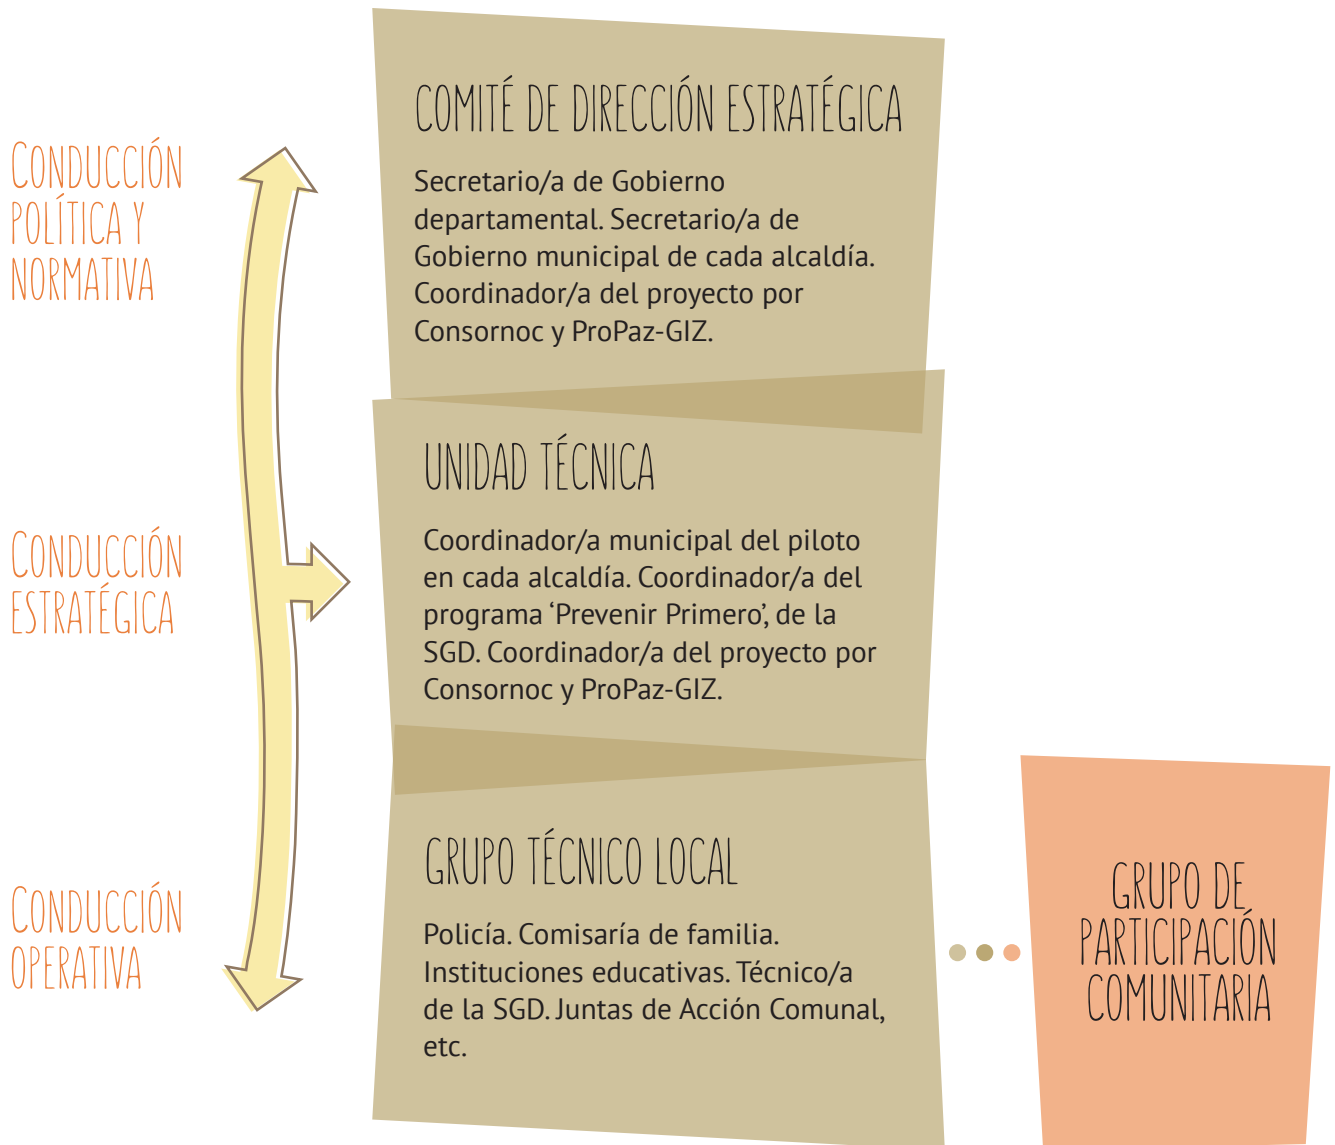 CONDUCCIÓN
POLÍTICA Y
NORMATIVA
COMITÉ DE DIRECCIÓN ESTRATÉGICA
Secretario/a de Gobierno
departamental. Secretario/a de
Gobierno municipal de cada alcaldía.
Coordinador/a del proyecto por
Consornoc y ProPaz-GIZ.
CONDUCCIÓN
ESTRATÉGICA
UNIDAD TÉCNICA
Coordinador/a municipal del piloto
en cada alcaldía. Coordinador/a del
programa ‘Prevenir Primero’, de la
SGD. Coordinador/a del proyecto por
Consornoc y ProPaz-GIZ.
CONDUCCIÓN
OPERATIVA
GRUPO TÉCNICO LOCAL
Policía. Comisaría de familia.
Instituciones educativas. Técnico/a
de la SGD. Juntas de Acción Comunal,
etc.
GRUPO DE
PARTICIPACIÓN
COMUNITARIA